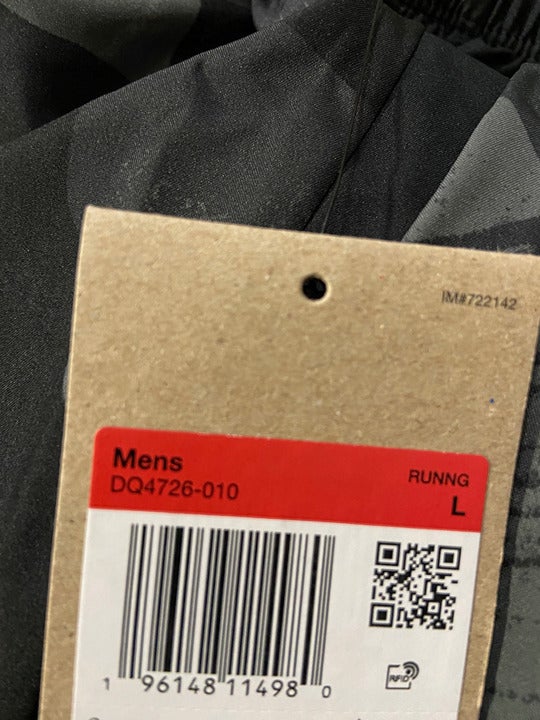 IM#722142
Mens
RUNNG
DQ4726-010
L
1 96148 11498 0
RFID